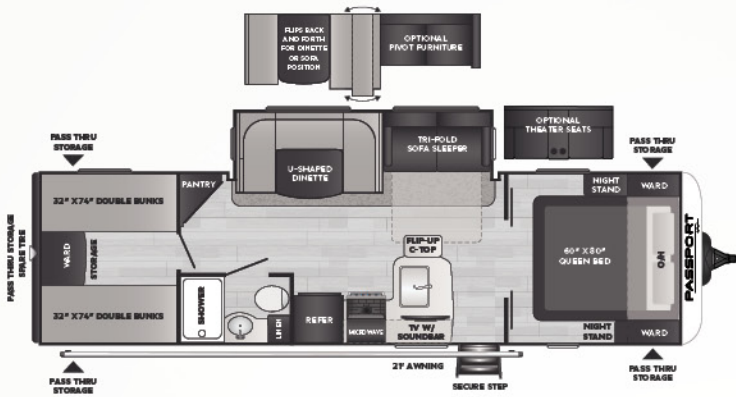 FLIPS BACK
AND FORTH
FOR DINETTE
OR SOFA
POSITION
OPTIONAL
PIVOT FURNITURE
PASS THRU
STORAGE
TRI-FOLD
SOFA SLEEPER
OPTIONAL
THEATER SEATS
PASS THRU
STORAGE
U-SHAPED
DINETTE
PANTRY
NIGHT
STAND
WARD
32" X74" DOUBLE BUNKS
PASS THRU STORAGE
SPARE TIRE
WARD
STORAGE
FLIP-UP
C-TOP
60" X 80"
QUEEN BED
O/H
PASSPORT
SHOWER
32" X74" DOUBLE BUNKS
LINEN
REFER
MICROWAVE
TV W/
SOUNDBAR
NIGHT
STAND
WARD
21' AWNING
PASS THRU
STORAGE
SECURE STEP
PASS THRU
STORAGE